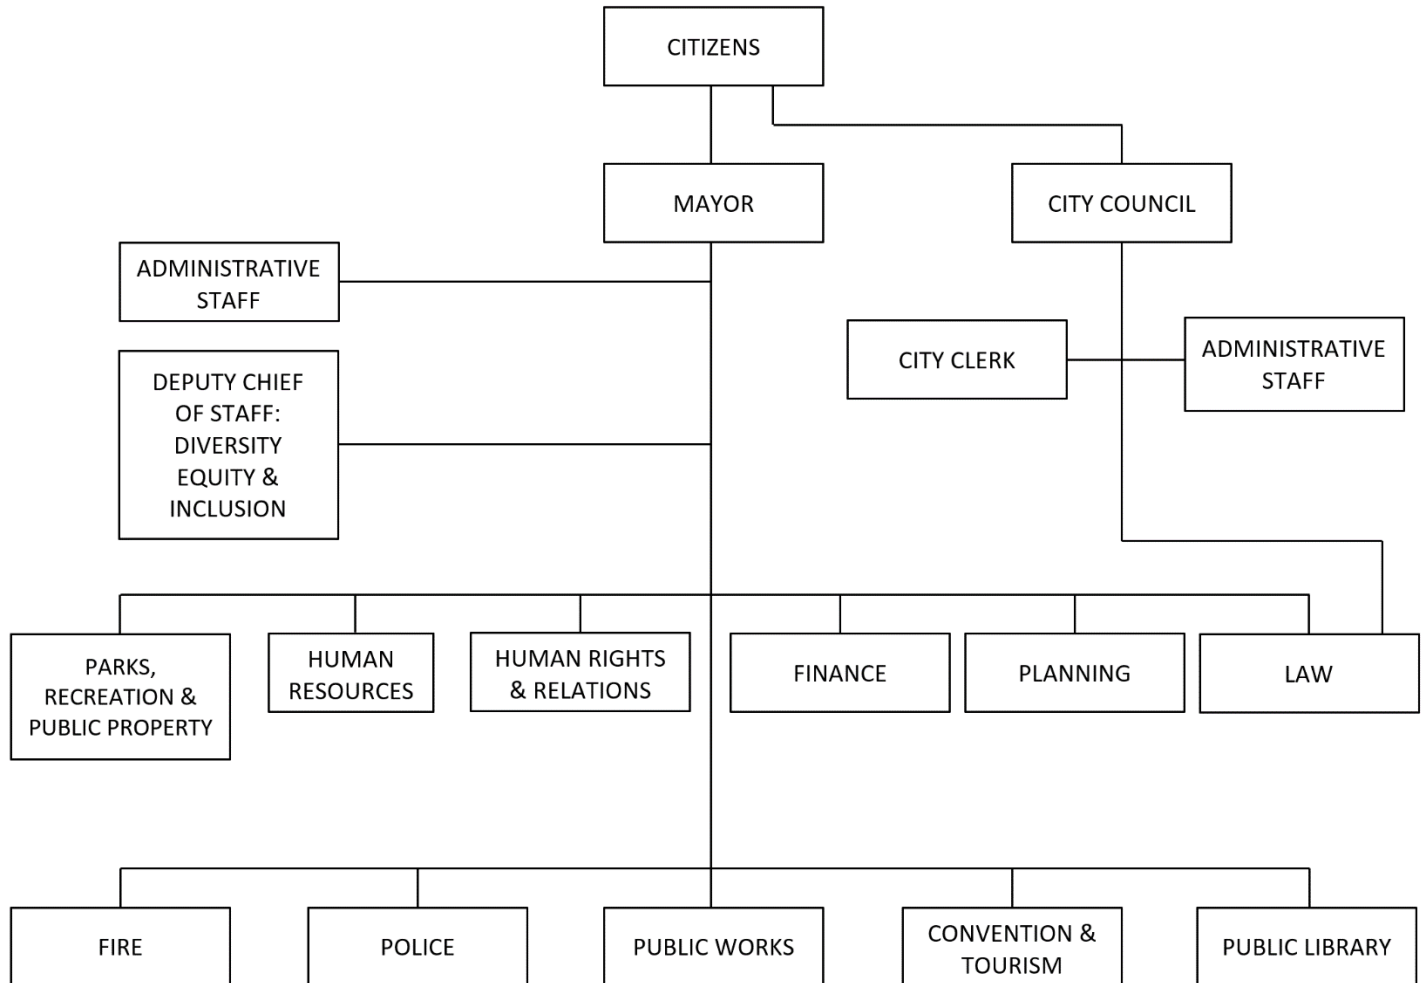 CITIZENS
MAYOR
CITY COUNCIL
ADMINISTRATIVE
STAFF
CITY CLERK
ADMINISTRATIVE
STAFF
DEPUTY CHIEF
OF STAFF:
DIVERSITY
EQUITY &
INCLUSION
PARKS,
RECREATION &
PUBLIC PROPERTY
HUMAN
RESOURCES
HUMAN RIGHTS
& RELATIONS
FINANCE
PLANNING
LAW
FIRE
POLICE
PUBLIC WORKS
CONVENTION &
TOURISM
PUBLIC LIBRARY